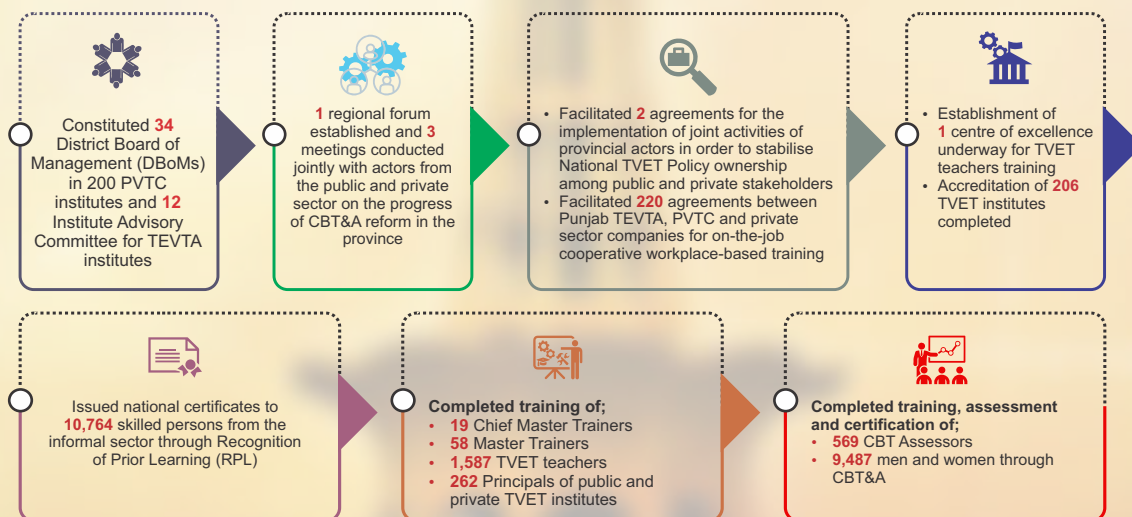 Constituted 34
District Board of
Management (DBoMs)
in 200 PVTC
institutes and 12
Institute Advisory
Committee for TEVTA
institutes
1 regional forum
established and 3
meetings conducted
jointly with actors from
the public and private
sector on the progress
of CBT&A reform in the
province
• Facilitated 2 agreements for the
implementation of joint activities of
provincial actors in order to stabilise
National TVET Policy ownership
among public and private stakeholders
• Facilitated 220 agreements between
Punjab TEVTA, PVTC and private
sector companies for on-the-job
cooperative workplace-based training
• Establishment of
1 centre of excellence
underway for TVET
teachers training
• Accreditation of 206
TVET institutes
completed
Issued national certificates to
10,764 skilled persons from the
informal sector through Recognition
of Prior Learning (RPL)
Completed training of;
• 19 Chief Master Trainers
• 58 Master Trainers
• 1,587 TVET teachers
• 262 Principals of public and
private TVET institutes
Completed training, assessment
and certification of;
• 569 CBT Assessors
• 9,487 men and women through
CBT&A